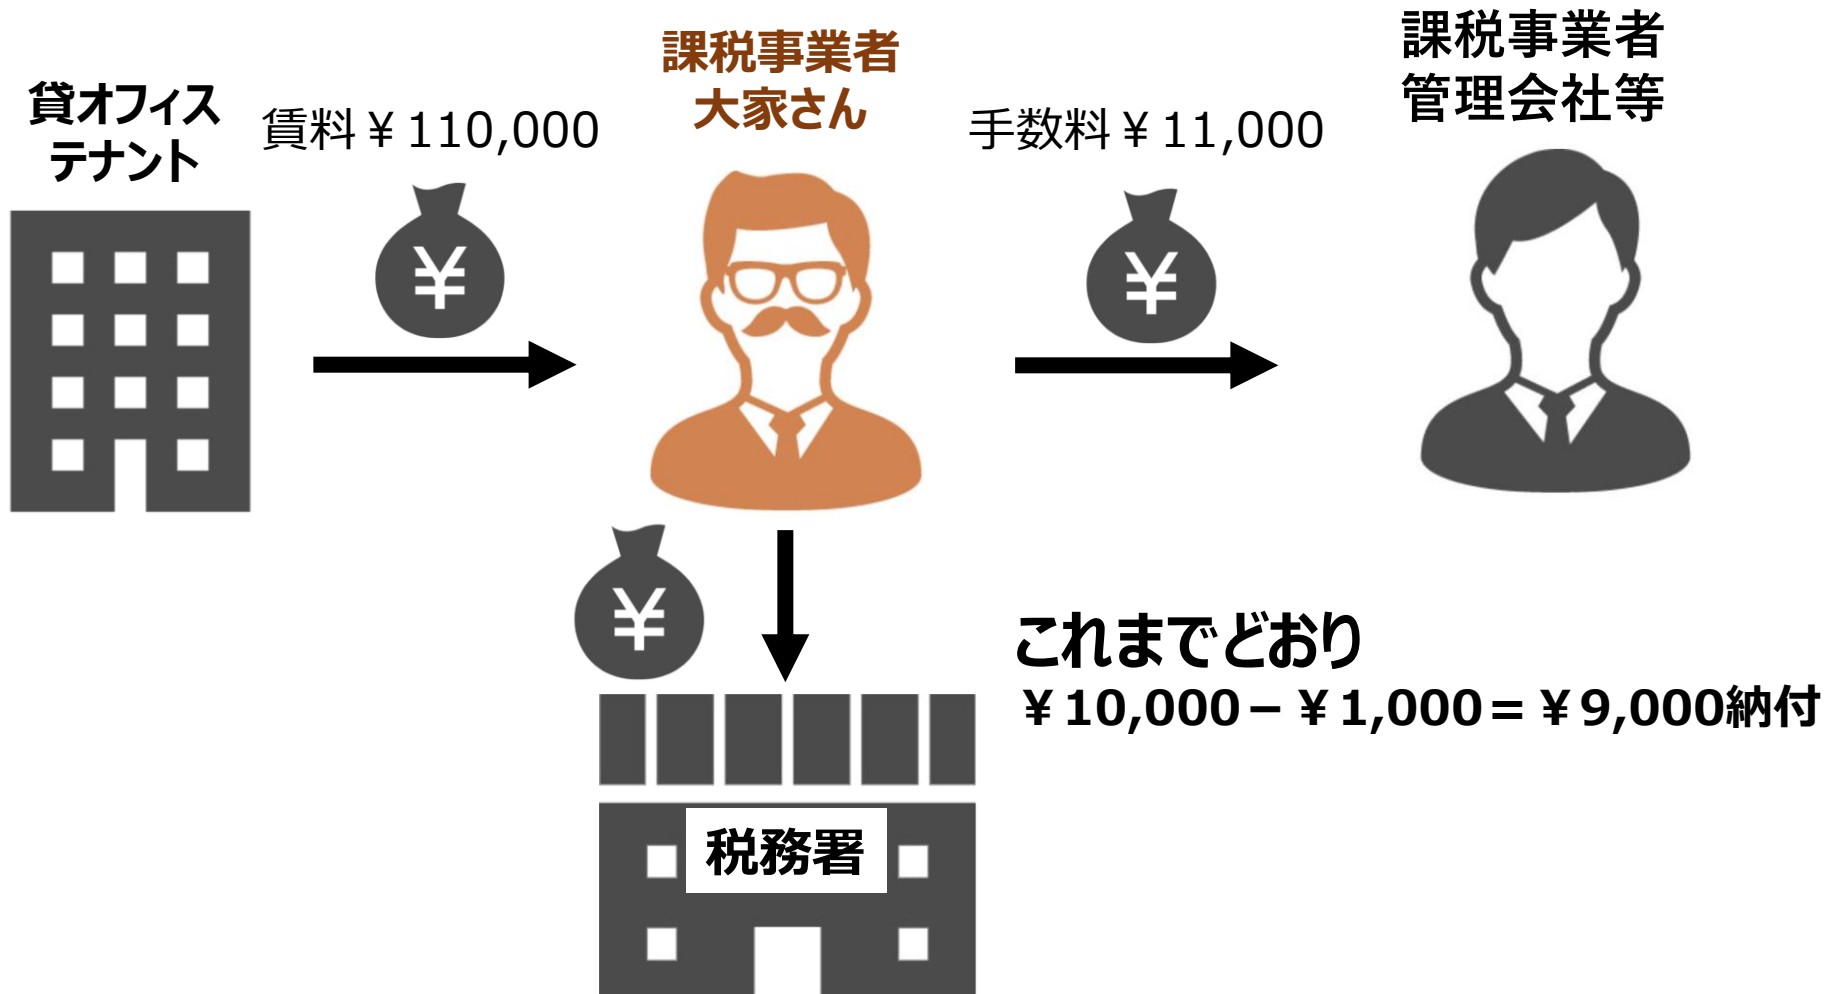 貸オフィス
テナント
賃料￥110,000
課税事業者
大家さん
手数料￥11,000
課税事業者
管理会社等
￥
￥
￥
これまでどおり
￥10,000－￥1,000＝￥9,000納付
税務署